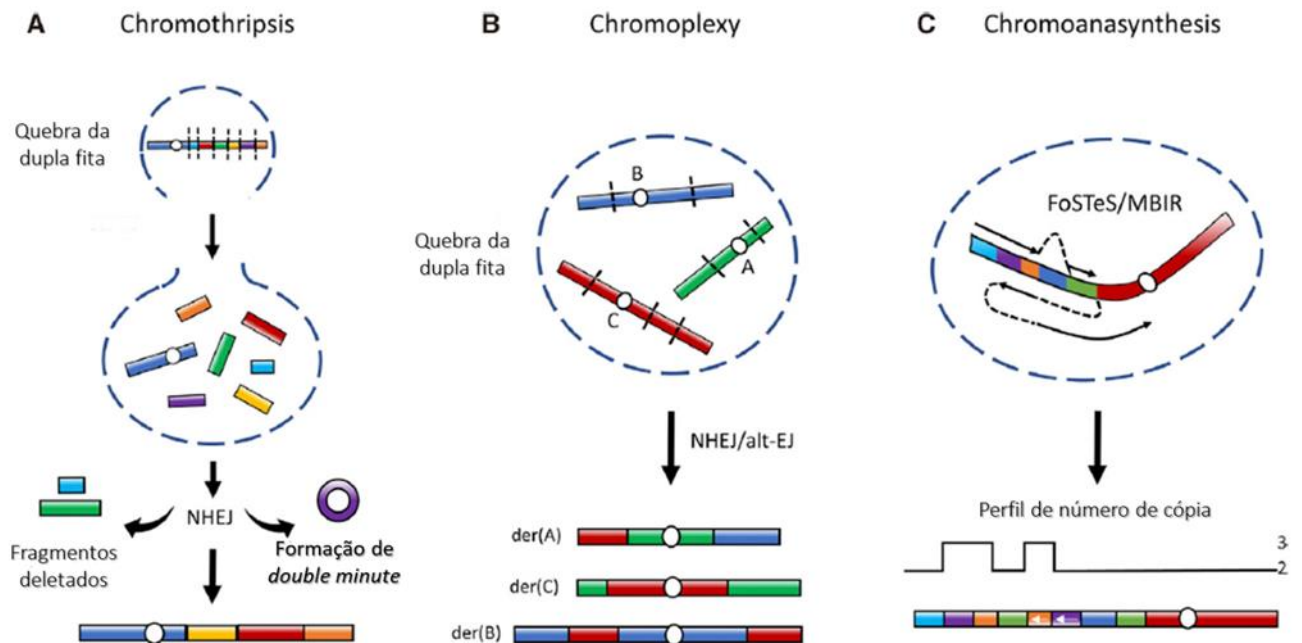 A Chromothripsis
Quebra da
dupla fita
NHEJ
Fragmentos
deletados
Formação de
double minute
B Chromoplexy
Quebra da
dupla fita
B
A
C
NHEJ/alt-EJ
der(A)
der(C)
der(B)
C Chromoanasynthesis
FoSTeS/MBIR
Perfil de número de cópia
3
2